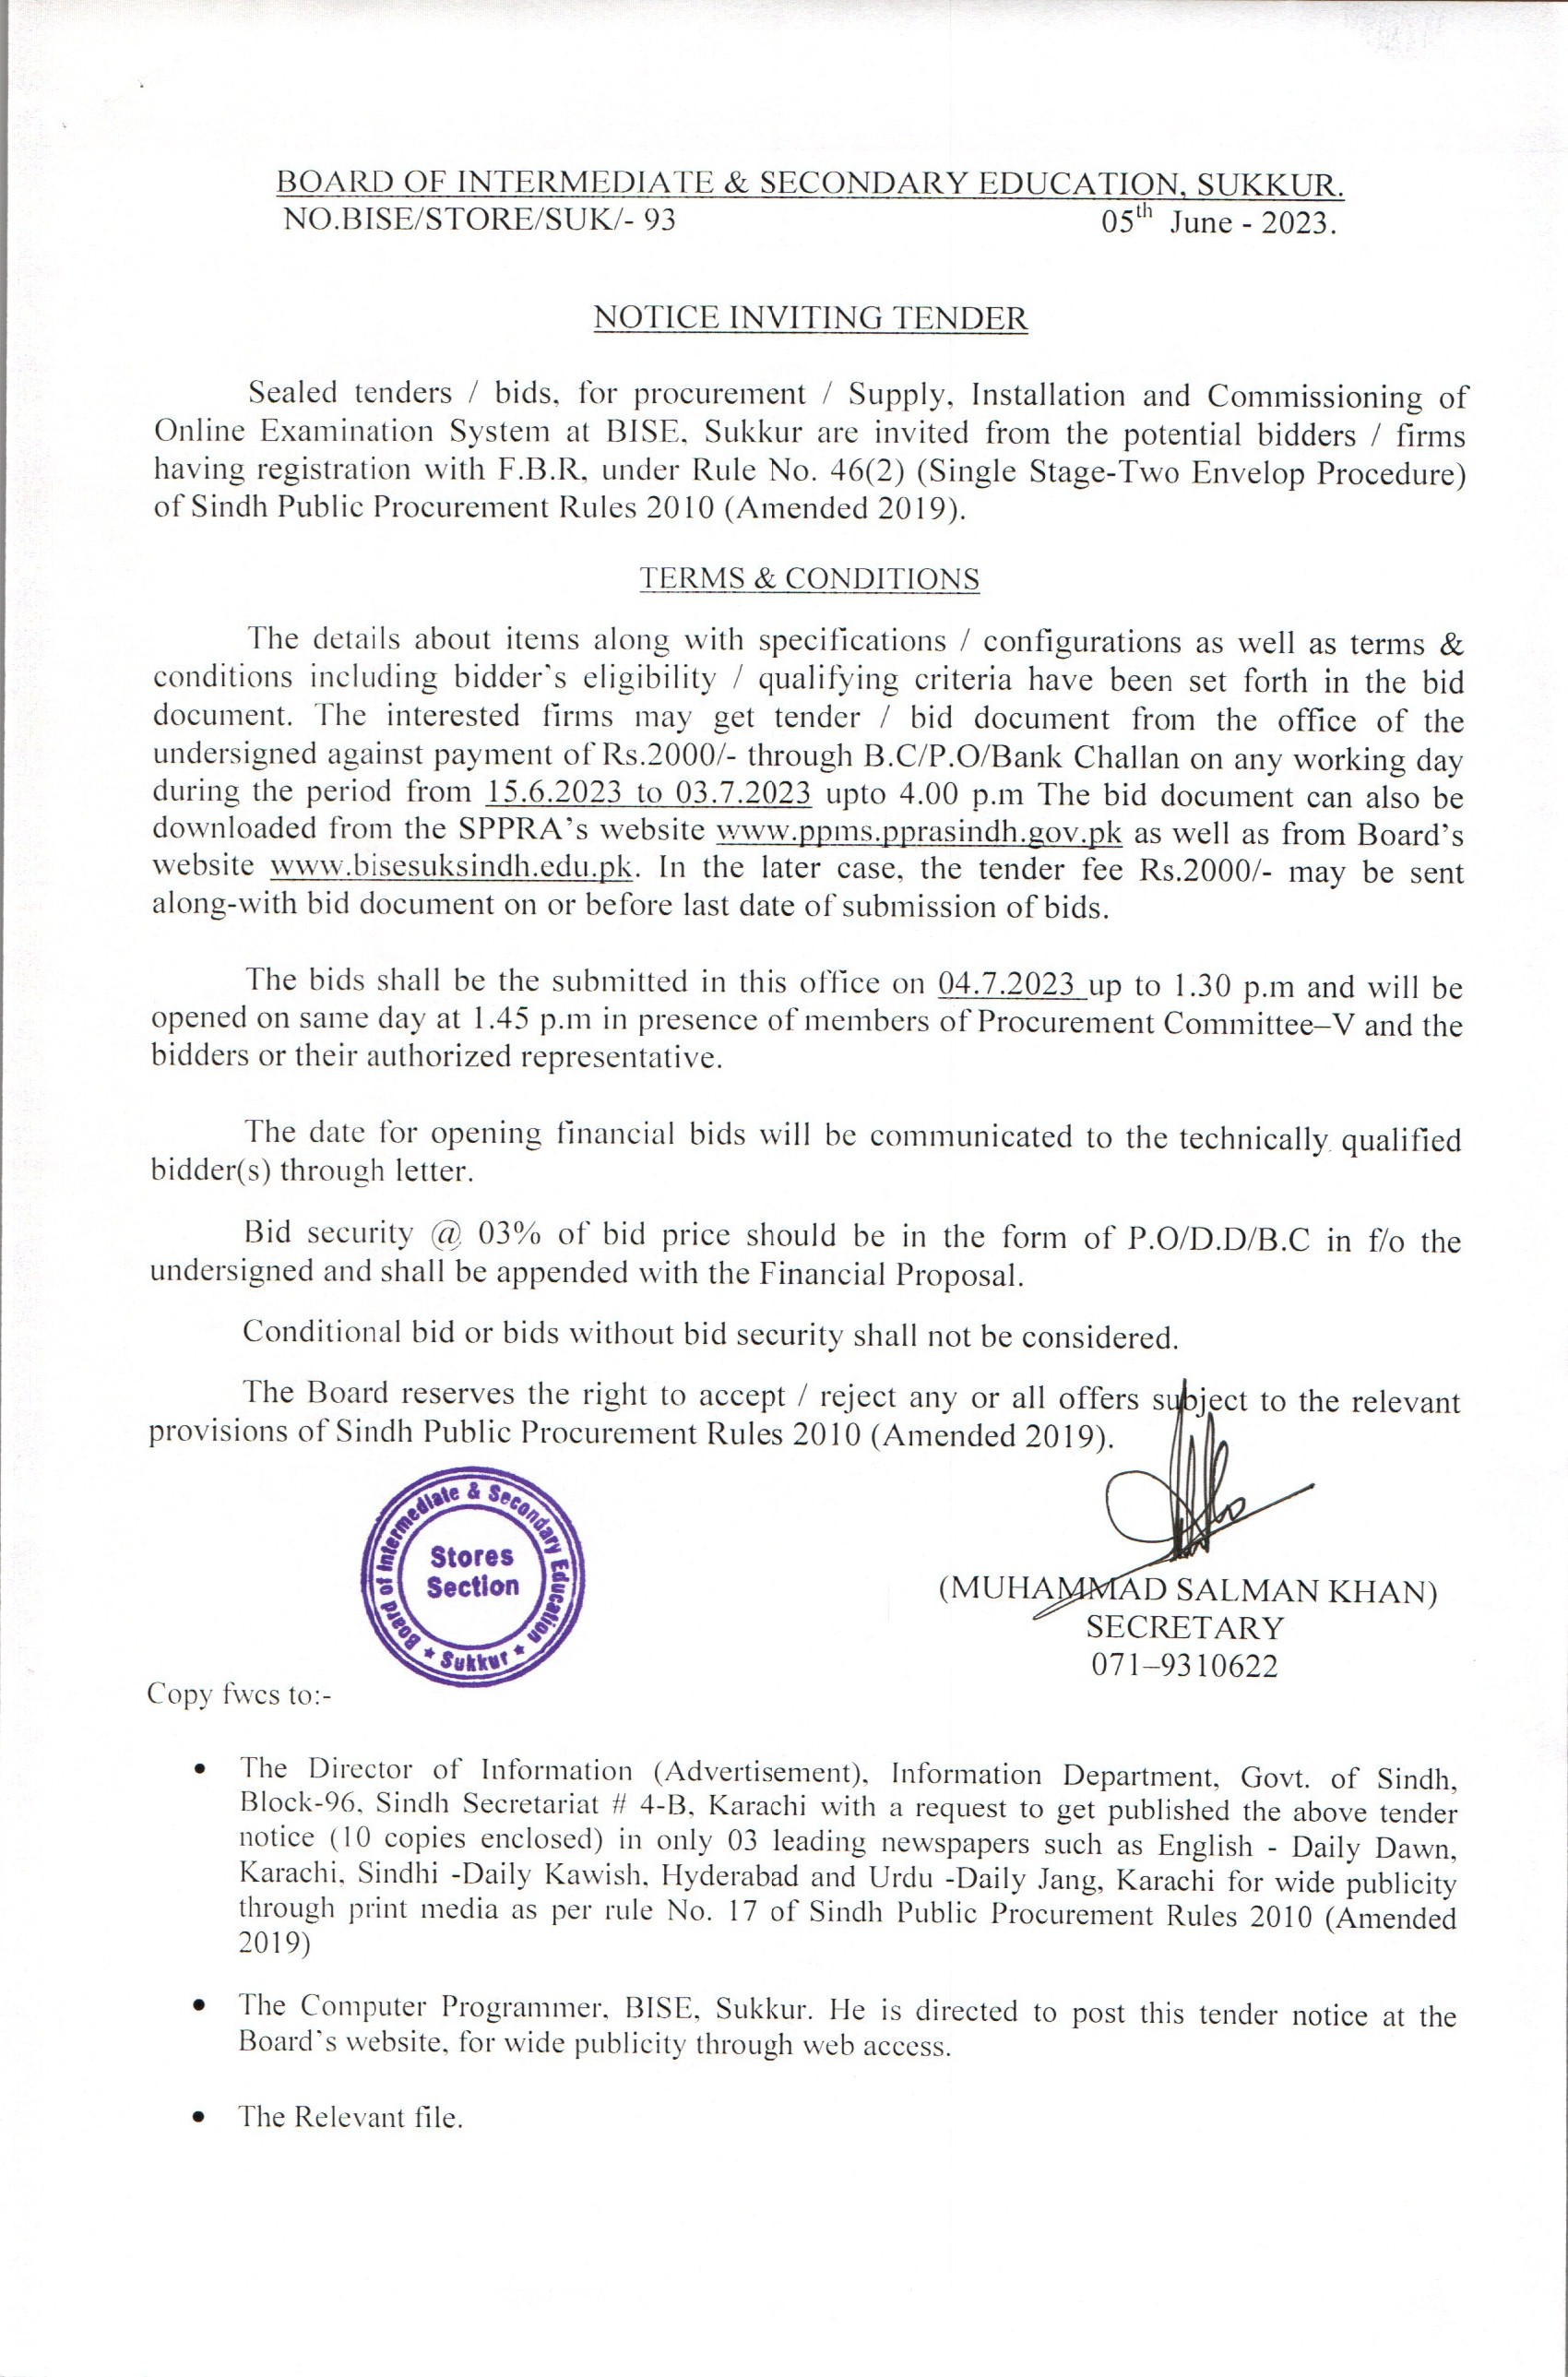 BOARD OF INTERMEDIATE & SECONDARY EDUCATION, SUKKUR.
NO.BISE/STORE/SUK/- 93 05th June - 2023.
NOTICE INVITING TENDER
Sealed tenders / bids, for procurement / Supply, Installation and Commissioning of
Online Examination System at BISE, Sukkur are invited from the potential bidders / firms
having registration with F.B.R, under Rule No. 46(2) (Single Stage-Two Envelop Procedure)
of Sindh Public Procurement Rules 2010 (Amended 2019).
TERMS & CONDITIONS
The details about items along with specifications / configurations as well as terms &
conditions including bidder's eligibility / qualifying criteria have been set forth in the bid
document. The interested firms may get tender / bid document from the office of the
undersigned against payment of Rs.2000/- through B.C/P.O/Bank Challan on any working day
during the period from 15.6.2023 to 03.7.2023 upto 4.00 p.m The bid document can also be
downloaded from the SPPRA's website www.ppms.pprasindh.gov.pk as well as from Board's
website www.bisesuksindh.edu.pk. In the later case, the tender fee Rs.2000/- may be sent
along-with bid document on or before last date of submission of bids.
The bids shall be the submitted in this office on 04.7.2023 up to 1.30 p.m and will be
opened on same day at 1.45 p.m in presence of members of Procurement Committee–V and the
bidders or their authorized representative.
The date for opening financial bids will be communicated to the technically qualified
bidder(s) through letter.
Bid security @ 03% of bid price should be in the form of P.O/D.D/B.C in f/o the
undersigned and shall be appended with the Financial Proposal.
Conditional bid or bids without bid security shall not be considered.
The Board reserves the right to accept / reject any or all offers subject to the relevant
provisions of Sindh Public Procurement Rules 2010 (Amended 2019).
Board of Intermediate & Secondary Education
★ Sukkur ★
Stores
Section
(MUHAMMAD SALMAN KHAN)
SECRETARY
071–9310622
Copy fwcs to:-
• The Director of Information (Advertisement), Information Department, Govt. of Sindh,
Block-96, Sindh Secretariat # 4-B, Karachi with a request to get published the above tender
notice (10 copies enclosed) in only 03 leading newspapers such as English - Daily Dawn,
Karachi, Sindhi -Daily Kawish, Hyderabad and Urdu -Daily Jang, Karachi for wide publicity
through print media as per rule No. 17 of Sindh Public Procurement Rules 2010 (Amended
2019)
• The Computer Programmer, BISE, Sukkur. He is directed to post this tender notice at the
Board's website, for wide publicity through web access.
• The Relevant file.